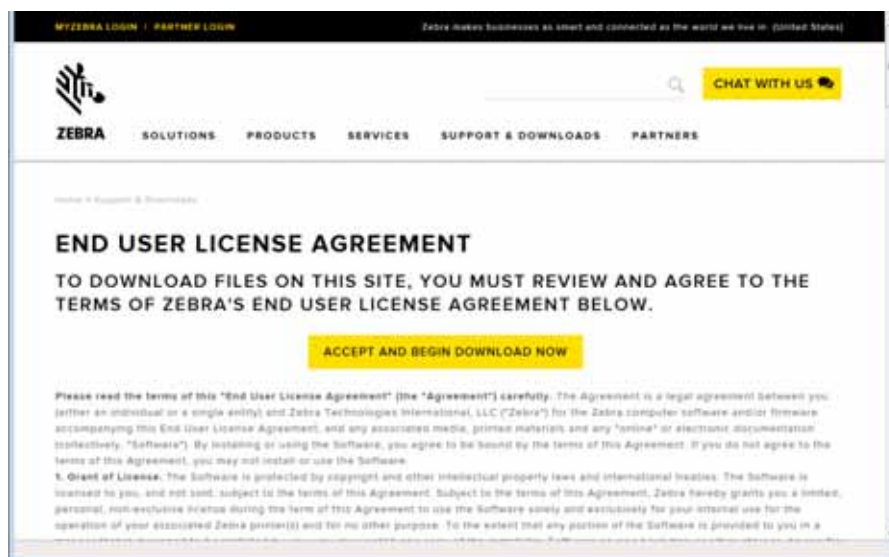 MYZEBRA LOGIN / PARTNER LOGIN
Zebra makes businesses as smart and connected as the world we live in. (United States)
CHAT WITH US
ZEBRA
SOLUTIONS PRODUCTS SERVICES SUPPORT & DOWNLOADS PARTNERS
Home > Support & Downloads
END USER LICENSE AGREEMENT
TO DOWNLOAD FILES ON THIS SITE, YOU MUST REVIEW AND AGREE TO THE
TERMS OF ZEBRA'S END USER LICENSE AGREEMENT BELOW.
ACCEPT AND BEGIN DOWNLOAD NOW
Please read the terms of this "End User License Agreement" (the "Agreement") carefully. The Agreement is a legal agreement between you
(either an individual or a single entity) and Zebra Technologies International, LLC ("Zebra") for the Zebra computer software and/or firmware
accompanying this End User License Agreement, and any associated media, printed materials and any "online" or electronic documentation
(collectively, "Software"). By installing or using the Software, you agree to be bound by the terms of this Agreement. If you do not agree to the
terms of this Agreement, you may not install or use the Software.
1. Grant of License. The Software is protected by copyright and other intellectual property laws and international treaties. The Software is
licensed to you, and not sold, subject to the terms of this Agreement. Subject to the terms of this Agreement, Zebra hereby grants you a limited,
personal, non-exclusive license during the term of this Agreement to use the Software solely and exclusively for your internal use for the
operation of your associated Zebra printer(s) and for no other purpose. To the extent that any portion of the Software is provided to you in a